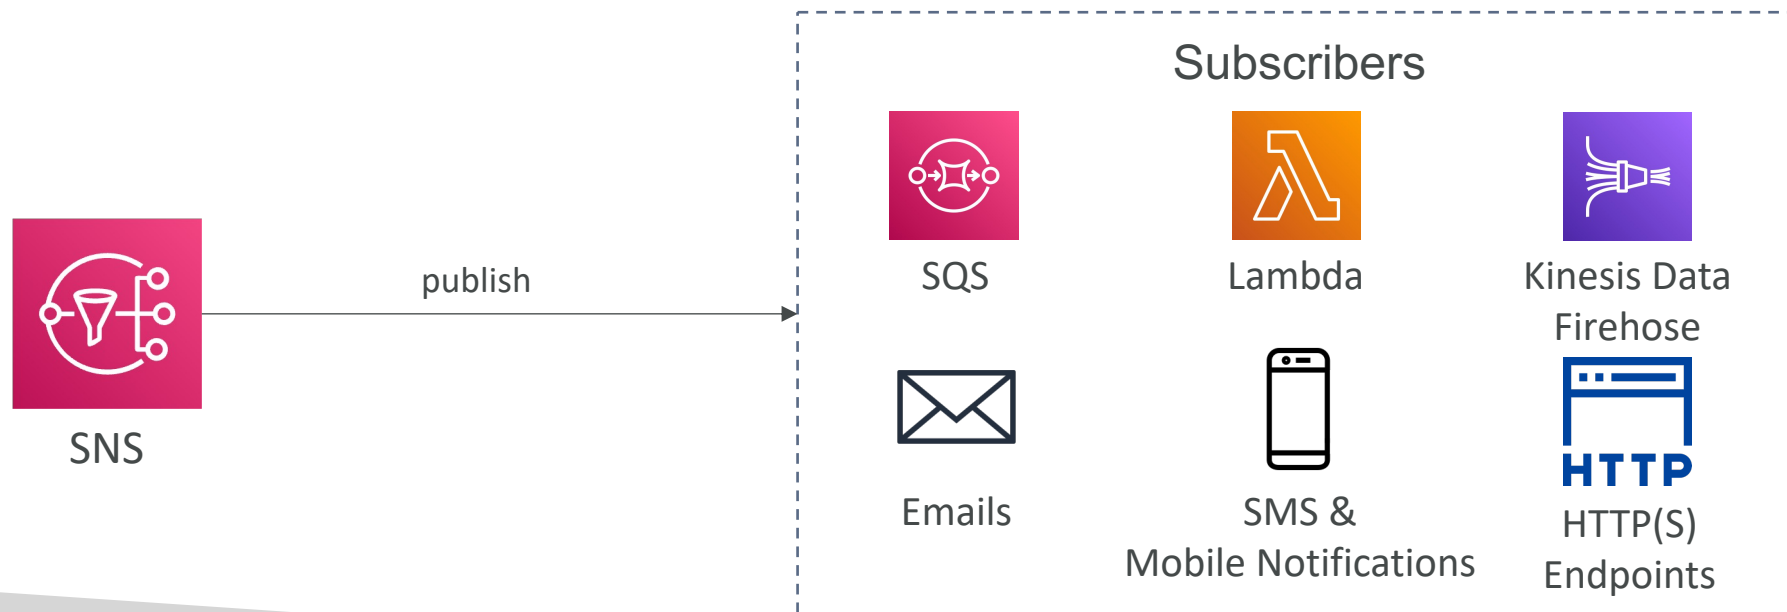 Subscribers
publish
SNS
SQS
Lambda
Kinesis Data
Firehose
Emails
SMS &
Mobile Notifications
HTTP
HTTP(S)
Endpoints